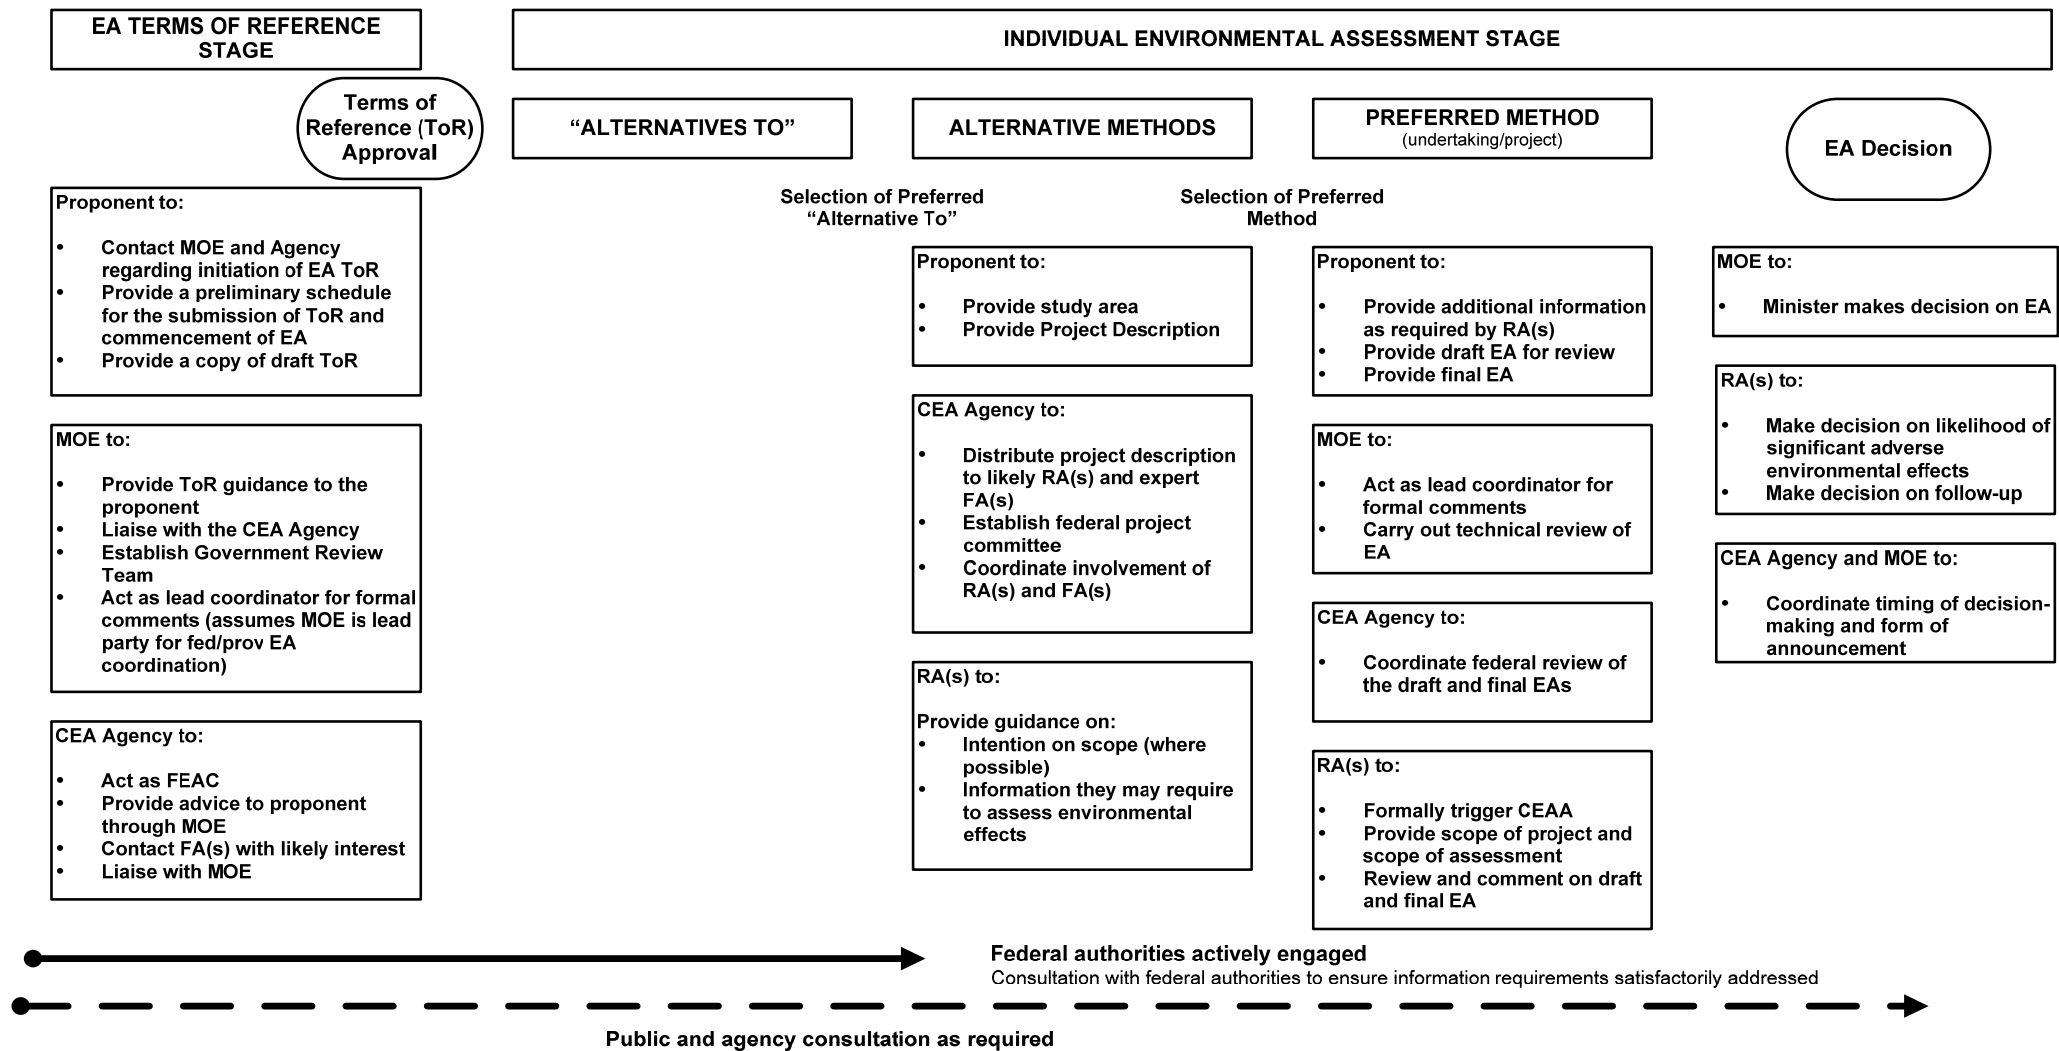 EA TERMS OF REFERENCE
STAGE
INDIVIDUAL ENVIRONMENTAL ASSESSMENT STAGE
Terms of
Reference (ToR)
Approval
“ALTERNATIVES TO”
ALTERNATIVE METHODS
PREFERRED METHOD
(undertaking/project)
EA Decision
Selection of Preferred
“Alternative To”
Selection of Preferred
Method
Proponent to:
• Contact MOE and Agency
regarding initiation of EA ToR
• Provide a preliminary schedule
for the submission of ToR and
commencement of EA
• Provide a copy of draft ToR
MOE to:
• Provide ToR guidance to the
proponent
• Liaise with the CEA Agency
• Establish Government Review
Team
• Act as lead coordinator for formal
comments (assumes MOE is lead
party for fed/prov EA
coordination)
CEA Agency to:
• Act as FEAC
• Provide advice to proponent
through MOE
• Contact FA(s) with likely interest
• Liaise with MOE
Proponent to:
• Provide study area
• Provide Project Description
CEA Agency to:
• Distribute project description
to likely RA(s) and expert
FA(s)
• Establish federal project
committee
• Coordinate involvement of
RA(s) and FA(s)
RA(s) to:
Provide guidance on:
• Intention on scope (where
possible)
• Information they may require
to assess environmental
effects
Proponent to:
• Provide additional information
as required by RA(s)
• Provide draft EA for review
• Provide final EA
MOE to:
• Act as lead coordinator for
formal comments
• Carry out technical review of
EA
CEA Agency to:
• Coordinate federal review of
the draft and final EAs
RA(s) to:
• Formally trigger CEAA
• Provide scope of project and
scope of assessment
• Review and comment on draft
and final EA
MOE to:
• Minister makes decision on EA
RA(s) to:
• Make decision on likelihood of
significant adverse
environmental effects
• Make decision on follow-up
CEA Agency and MOE to:
• Coordinate timing of decision-
making and form of
announcement
Federal authorities actively engaged
Consultation with federal authorities to ensure information requirements satisfactorily addressed
Public and agency consultation as required